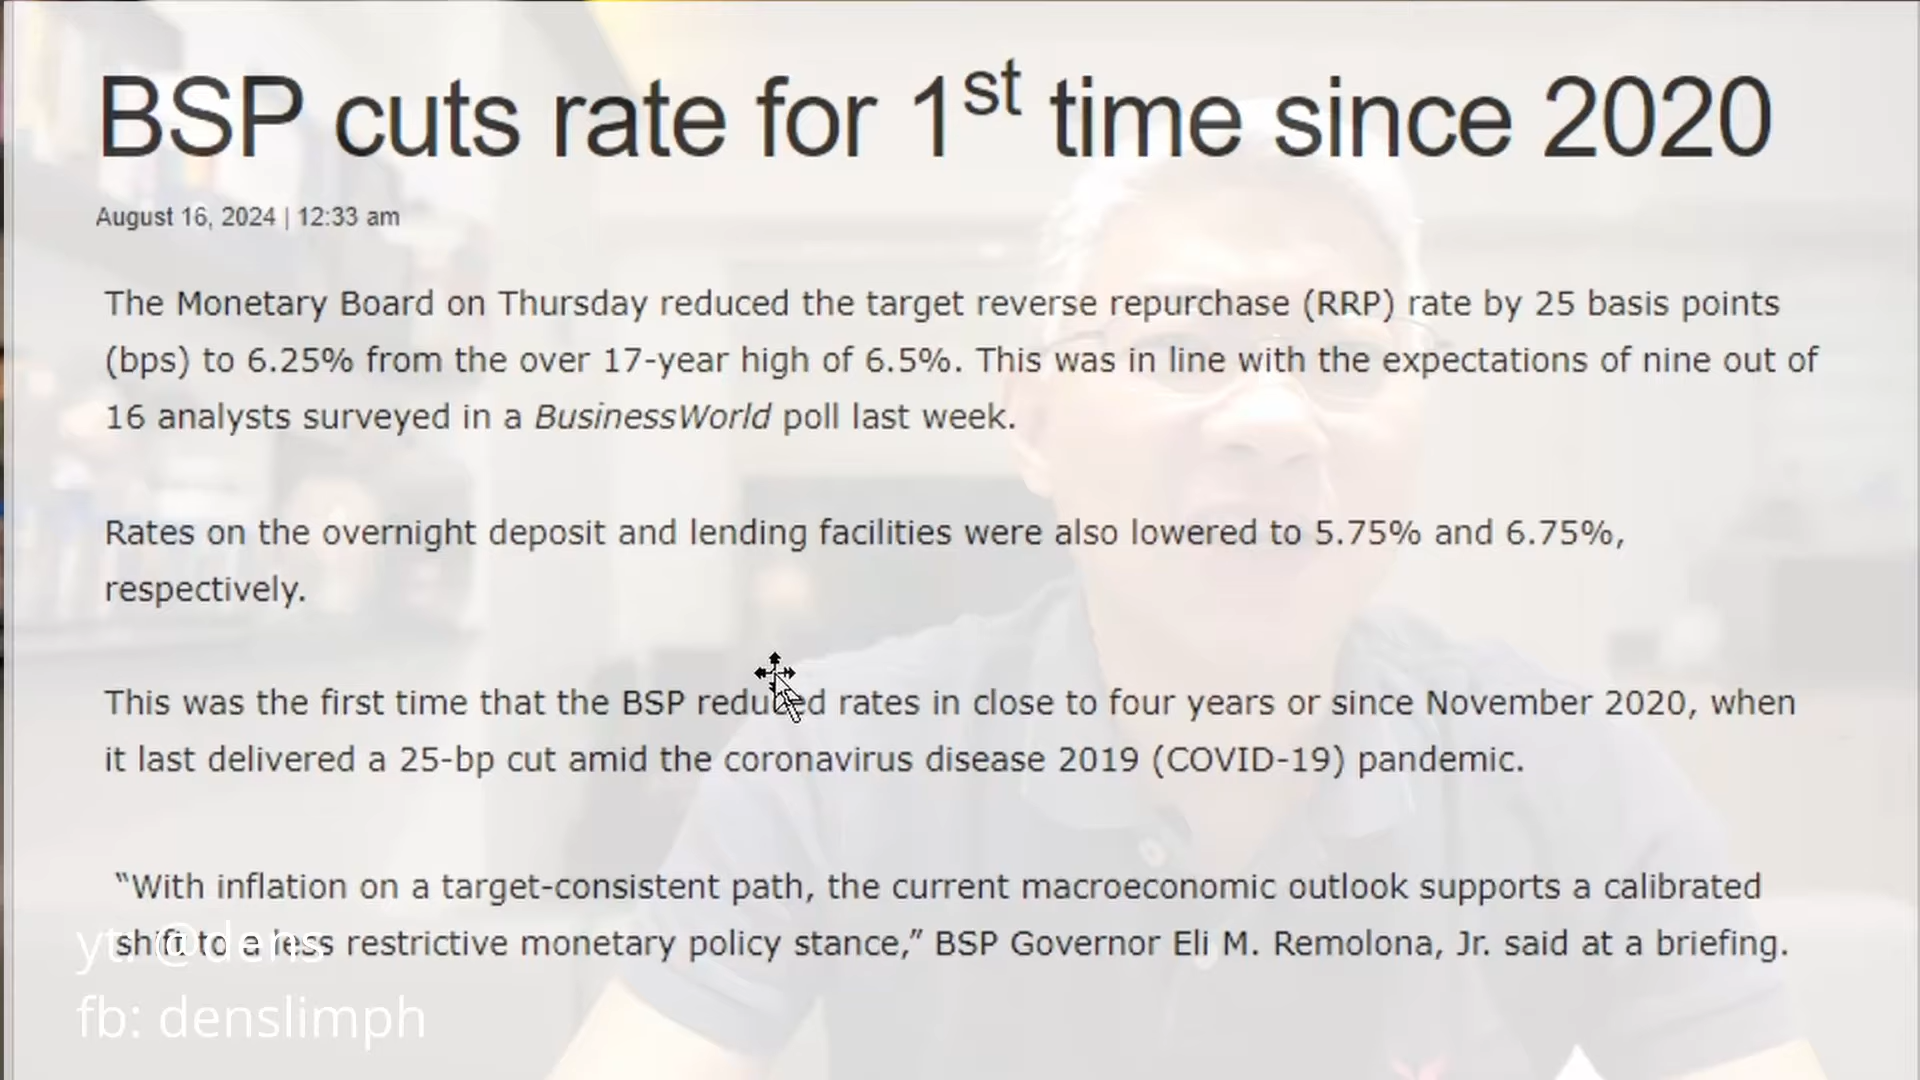 BSP cuts rate for 1st time since 2020
August 16, 2024 | 12:33 am
The Monetary Board on Thursday reduced the target reverse repurchase (RRP) rate by 25 basis points
(bps) to 6.25% from the over 17-year high of 6.5%. This was in line with the expectations of nine out of
16 analysts surveyed in a BusinessWorld poll last week.
Rates on the overnight deposit and lending facilities were also lowered to 5.75% and 6.75%,
respectively.
This was the first time that the BSP reduced rates in close to four years or since November 2020, when
it last delivered a 25-bp cut amid the coronavirus disease 2019 (COVID-19) pandemic.
“With inflation on a target-consistent path, the current macroeconomic outlook supports a calibrated
shift to a less restrictive monetary policy stance,” BSP Governor Eli M. Remolona, Jr. said at a briefing.
yt: @dens
fb: denslimph